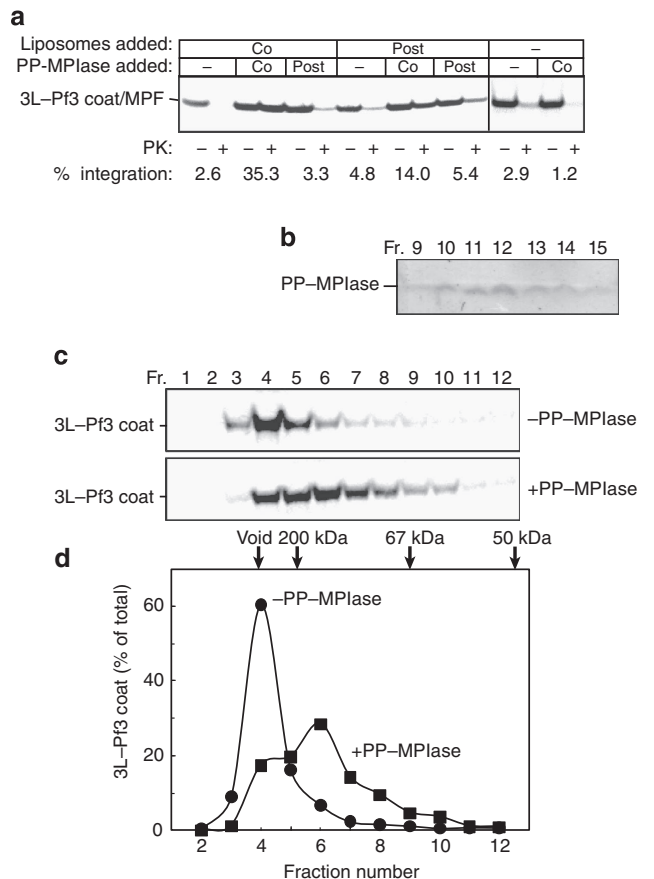 a
Liposomes added: Co Post –
PP-MPIase added): – Co Post – Co Post – Co
3L–Pf3 coat/MPF
PK: – + – + – + – + – + – + – + – +
% integration: 2.6 35.3 3.3 4.8 14.0 5.4 2.9 1.2
b
Fr. 9 10 11 12 13 14 15
PP–MPIase
c
Fr. 1 2 3 4 5 6 7 8 9 10 11 12
3L–Pf3 coat –PP–MPIase
3L–Pf3 coat +PP–MPIase
Void 200 kDa 67 kDa 50 kDa
d
–PP–MPIase
+PP–MPIase
3L–Pf3 coat (% of total)
60
40
20
0
2 4 6 8 10 12
Fraction number